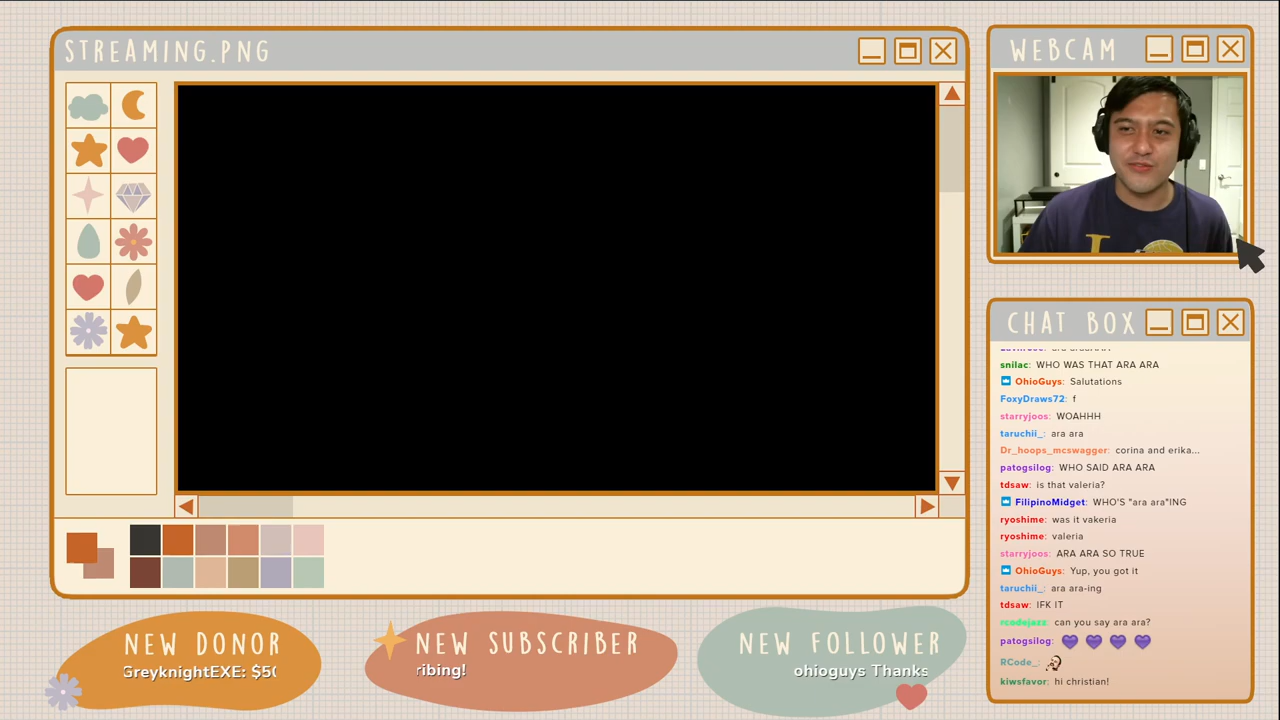 STREAMING.PNG
WEBCAM
CHAT BOX
snilac: WHO WAS THAT ARA ARA
OhioGuys: Salutations
FoxyDraws72: f
starryjoos: WOAHHH
taruchii_: ara ara
Dr_hoops_mcswagger: corina and erika...
patogsilog: WHO SAID ARA ARA
tdsaw: is that valeria?
FilipinoMidget: WHO'S "ara ara"ING
ryoshime: was it vakeria
ryoshime: valeria
starryjoos: ARA ARA SO TRUE
OhioGuys: Yup, you got it
taruchii_: ara ara-ing
tdsaw: IFK IT
rcodejazz: can you say ara ara?
patogsilog:
RCode_:
kiwsfavor: hi christian!
NEW DONOR
GreyknightEXE: $50
NEW SUBSCRIBER
ribing!
NEW FOLLOWER
ohioguys Thanks